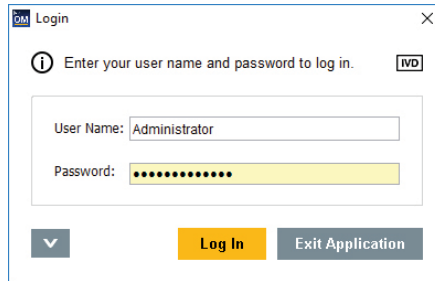 OM Login
Enter your user name and password to log in. IVD
User Name: Administrator
Password: •••••••••••••
Log In Exit Application